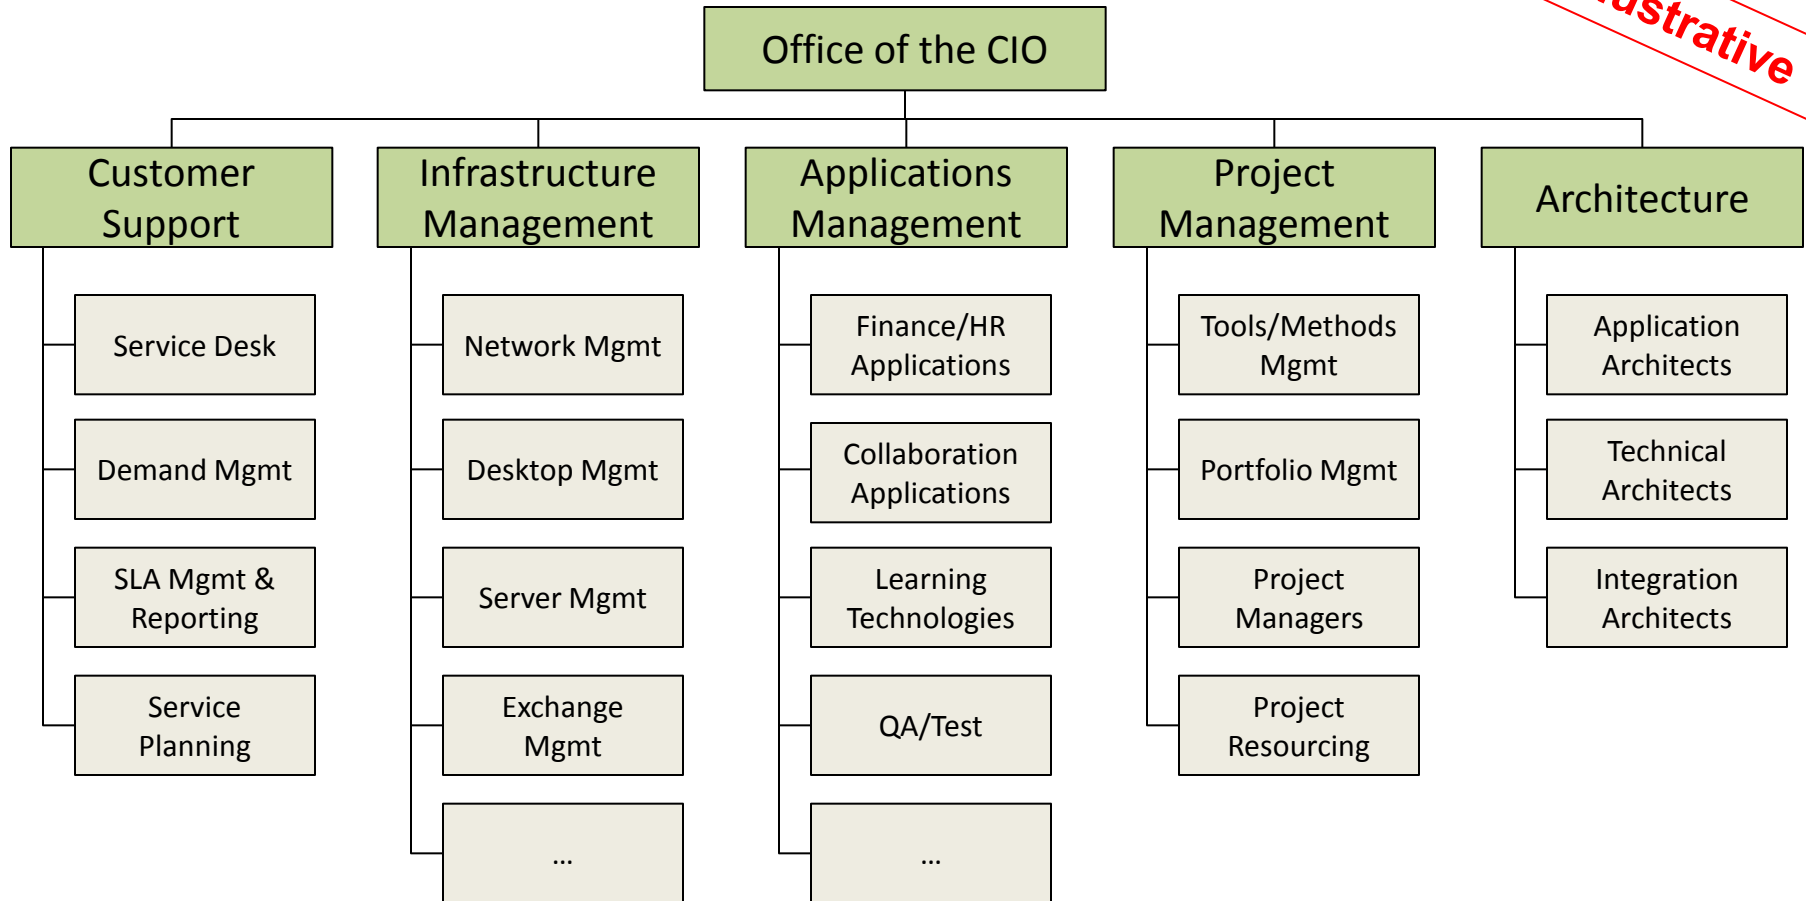 Office of the CIO
Customer
Support
Infrastructure
Management
Applications
Management
Project
Management
Architecture
Service Desk
Demand Mgmt
SLA Mgmt &
Reporting
Service
Planning
Network Mgmt
Desktop Mgmt
Server Mgmt
Exchange
Mgmt
...
Finance/HR
Applications
Collaboration
Applications
Learning
Technologies
QA/Test
...
Tools/Methods
Mgmt
Portfolio Mgmt
Project
Managers
Project
Resourcing
Application
Architects
Technical
Architects
Integration
Architects